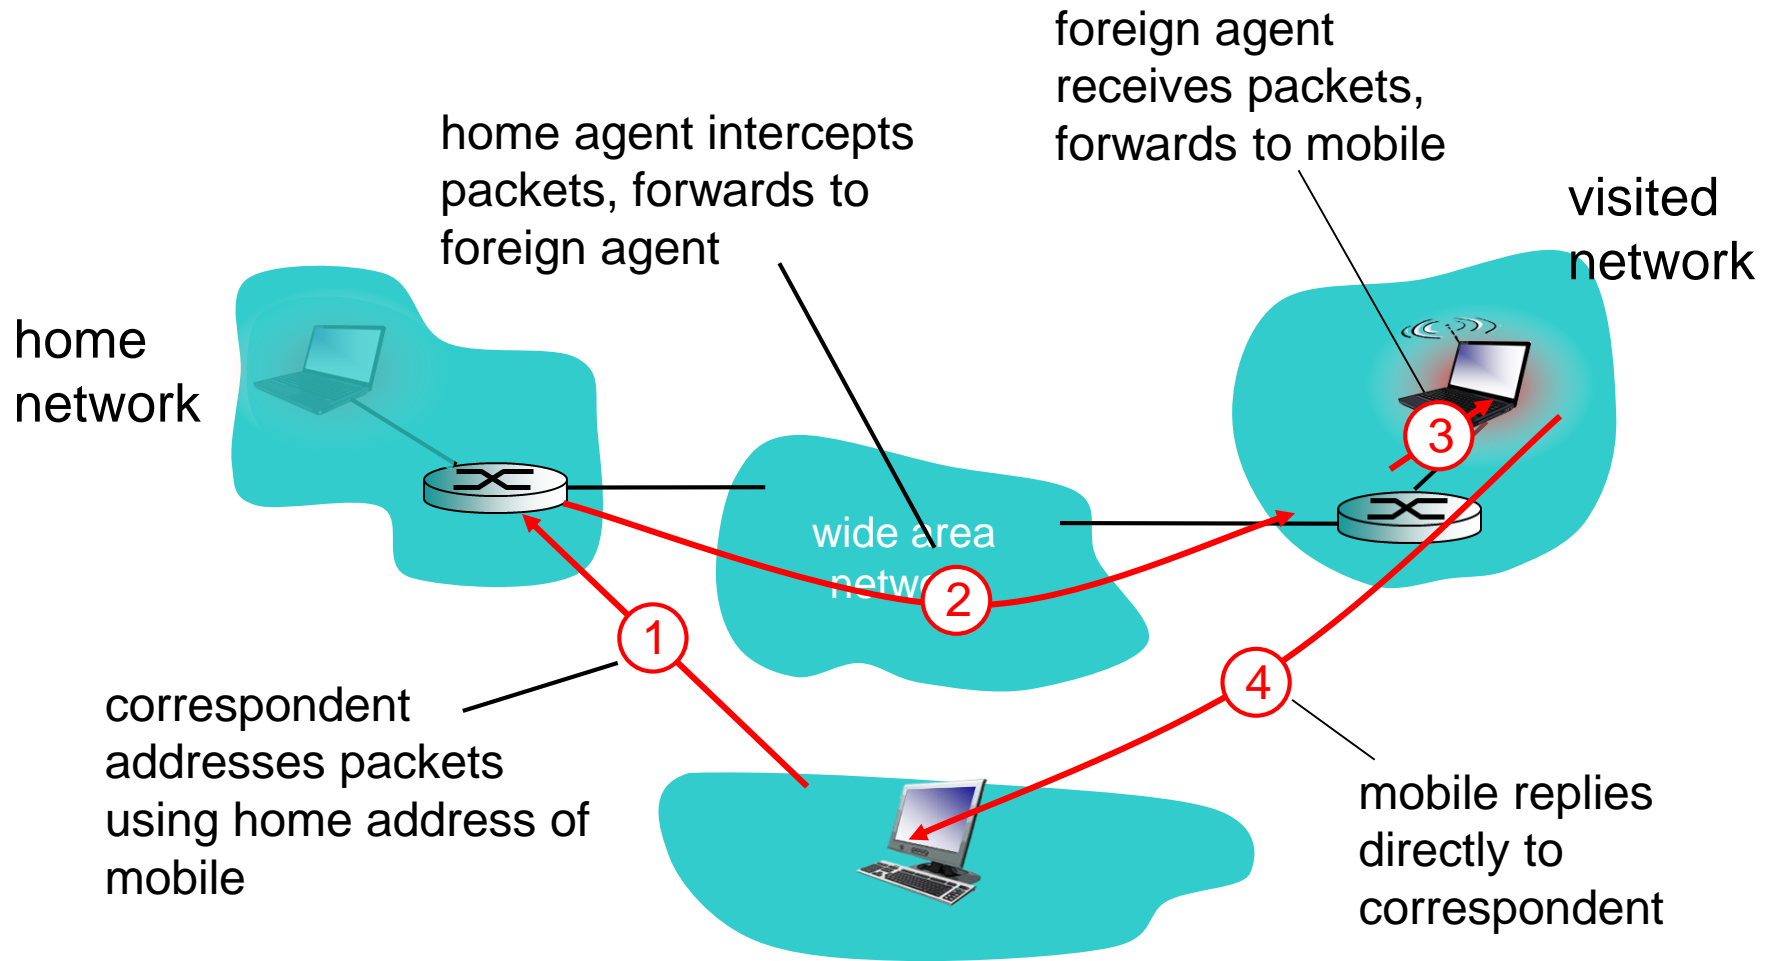 foreign agent
receives packets,
forwards to mobile
home agent intercepts
packets, forwards to
foreign agent
visited
network
home
network
wide area
network
3
2
1
4
correspondent
addresses packets
using home address of
mobile
mobile replies
directly to
correspondent